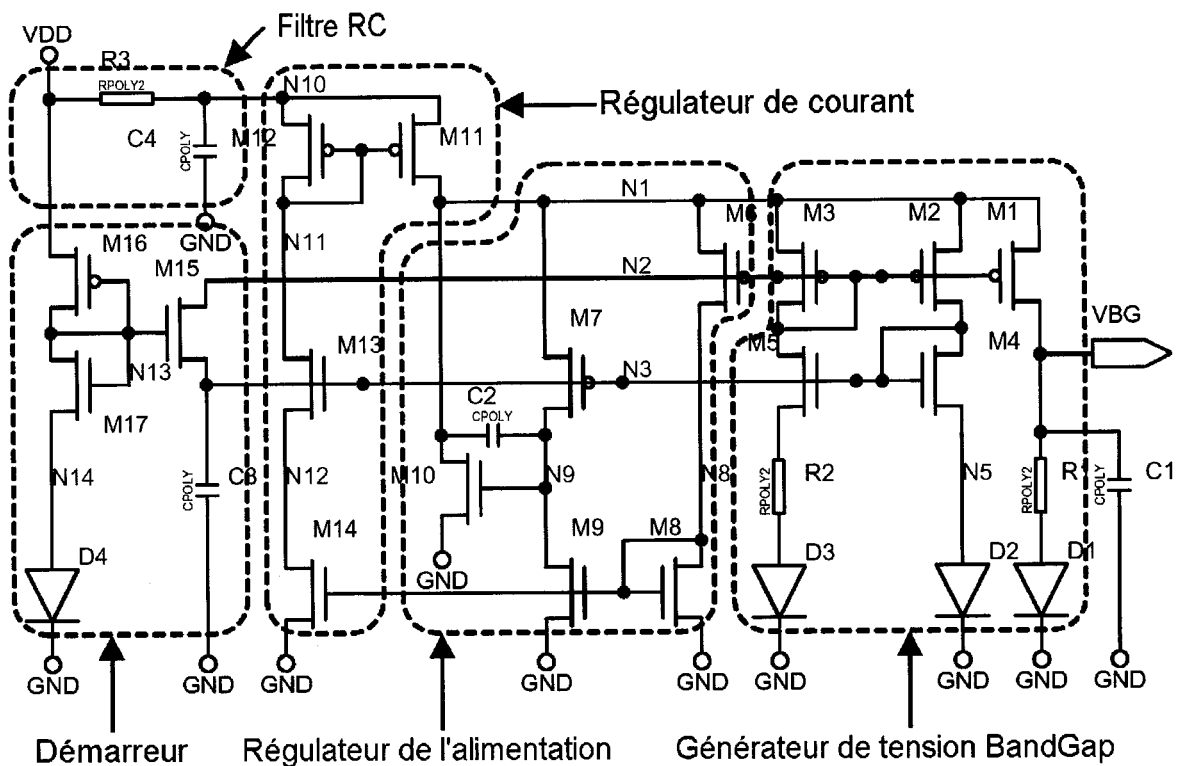 Filtre RC
VDD
R3
RPOLY2
N10
Régulateur de courant
C4
CPOLY
M12
M11
N1
GND
M6
M3
M2
M1
M16
M15
N11
N2
M7
VBG
N13
M13
M5
M4
N3
M17
C2
CPOLY
N14
CPOLY
C3
N12
M10
N9
N8
RPOLY2
R2
N5
RPOLY2
R1
CPOLY
C1
M14
M9
M8
D4
GND
D3
D2
D1
GND
GND
GND
GND
GND
GND
GND
GND
GND
Démarreur
Régulateur de l'alimentation
Générateur de tension BandGap